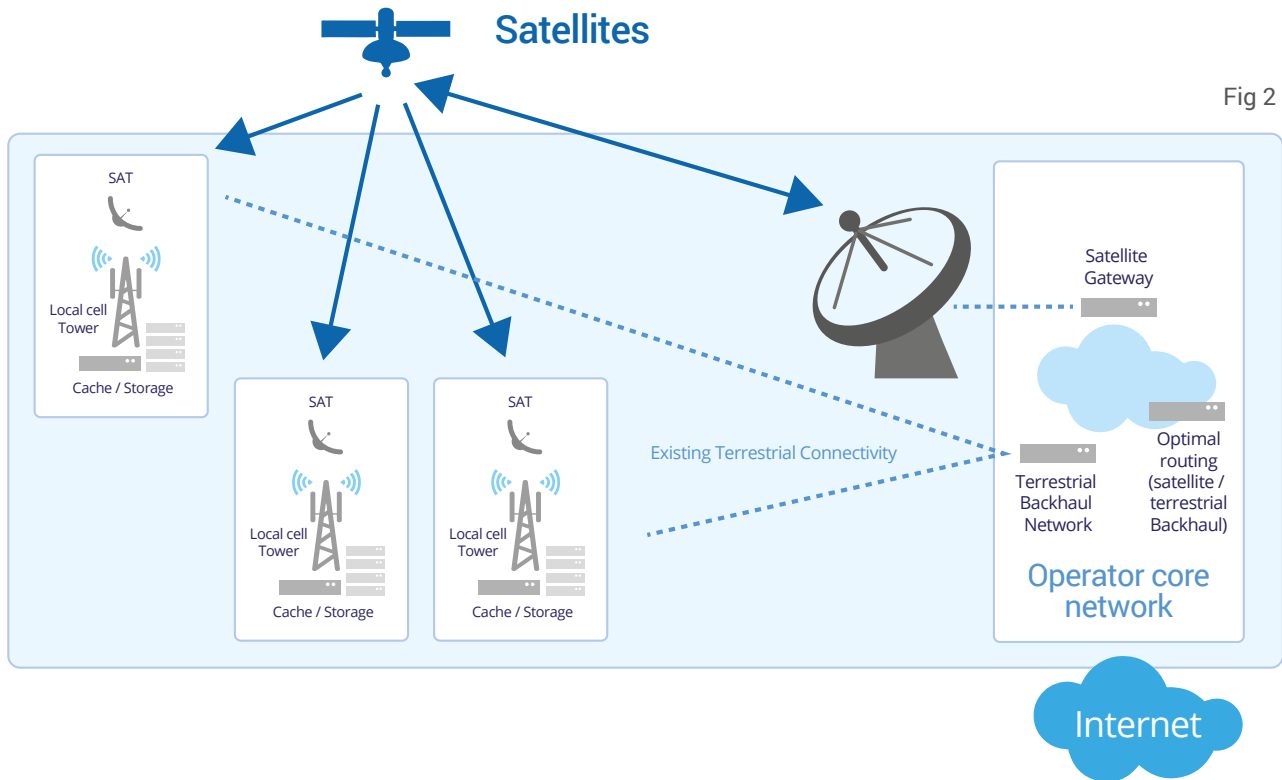 Satellites
Fig 2
SAT
Local cell
Tower
Cache / Storage
SAT
Local cell
Tower
Cache / Storage
SAT
Local cell
Tower
Cache / Storage
Existing Terrestrial Connectivity
Satellite
Gateway
Terrestrial
Backhaul
Network
Optimal
routing
(satellite /
terrestrial
Backhaul)
Operator core
network
Internet